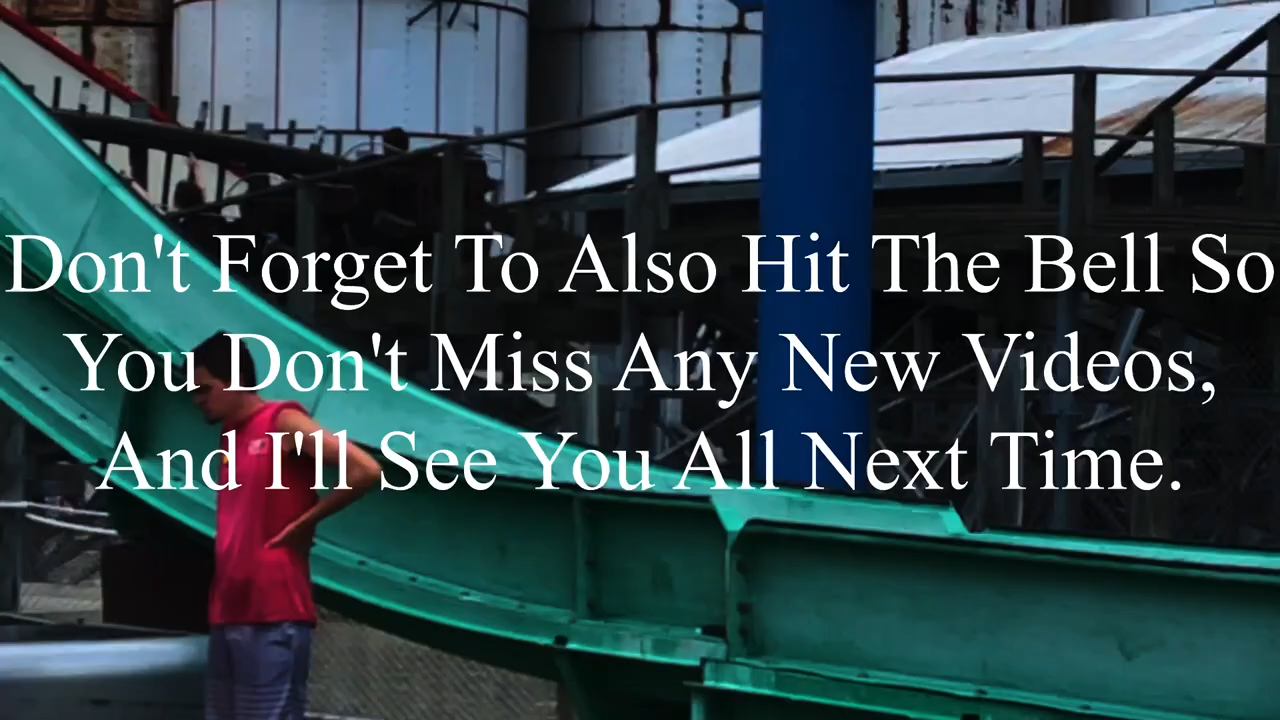 Don't Forget To Also Hit The Bell So
You Don't Miss Any New Videos,
And I'll See You All Next Time.